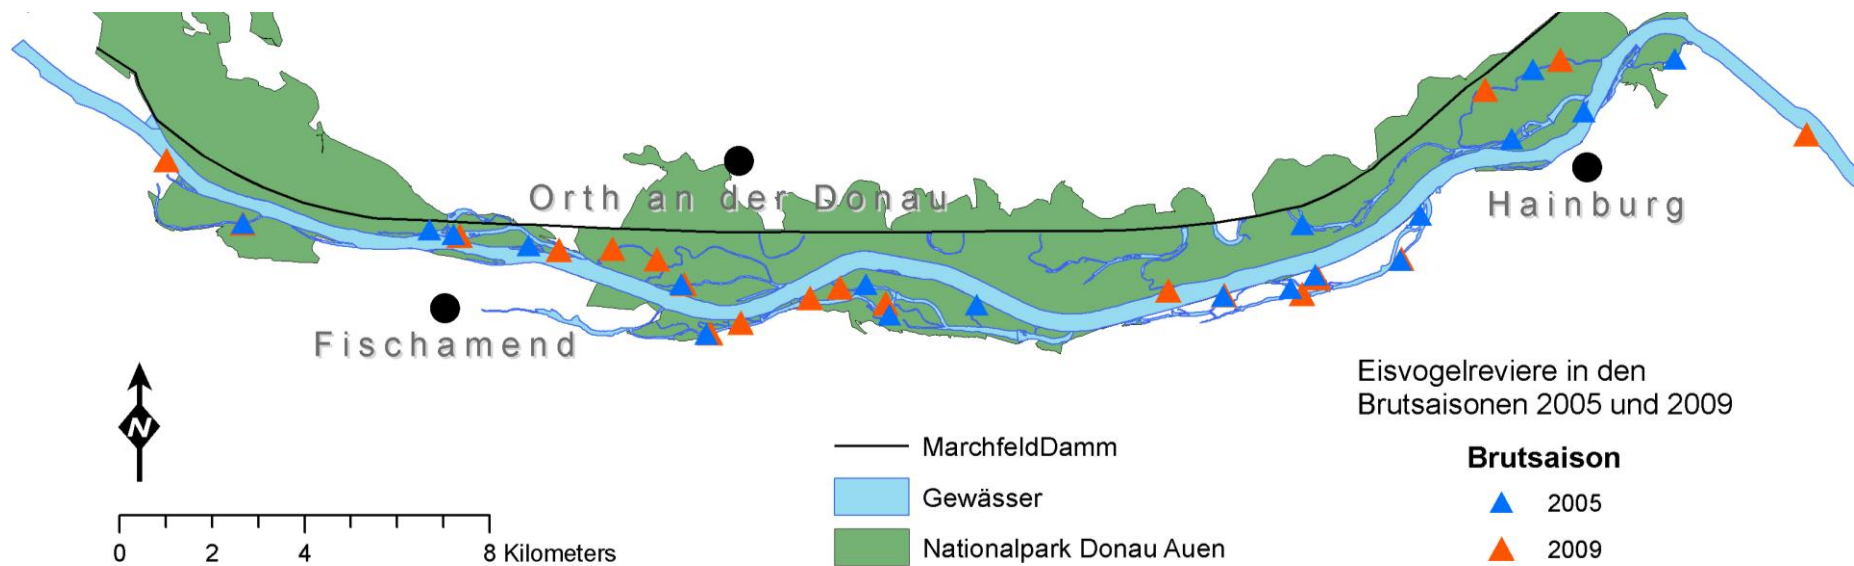 Orth an der Donau
Hainburg
Fischamend
N
0 2 4 8 Kilometers
MarchfeldDamm
Gewässer
Nationalpark Donau Auen
Eisvogelreviere in den
Brutsaisonen 2005 und 2009
Brutsaison
2005
2009